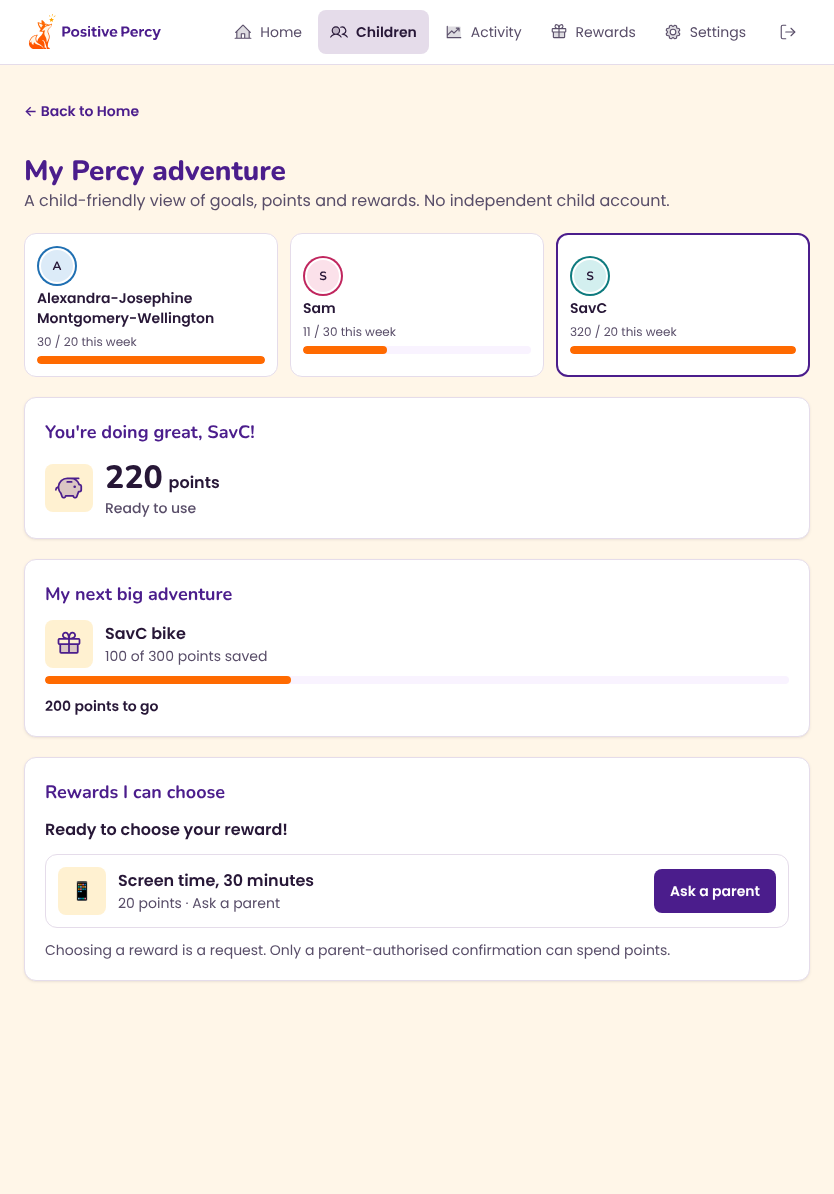 Positive Percy
Home
Children
Activity
Rewards
Settings
← Back to Home
My Percy adventure
A child-friendly view of goals, points and rewards. No independent child account.
A
Alexandra-Josephine
Montgomery-Wellington
30 / 20 this week
S
Sam
11 / 30 this week
S
SavC
320 / 20 this week
You're doing great, SavC!
220 points
Ready to use
My next big adventure
SavC bike
100 of 300 points saved
200 points to go
Rewards I can choose
Ready to choose your reward!
Screen time, 30 minutes
20 points · Ask a parent
Ask a parent
Choosing a reward is a request. Only a parent-authorised confirmation can spend points.